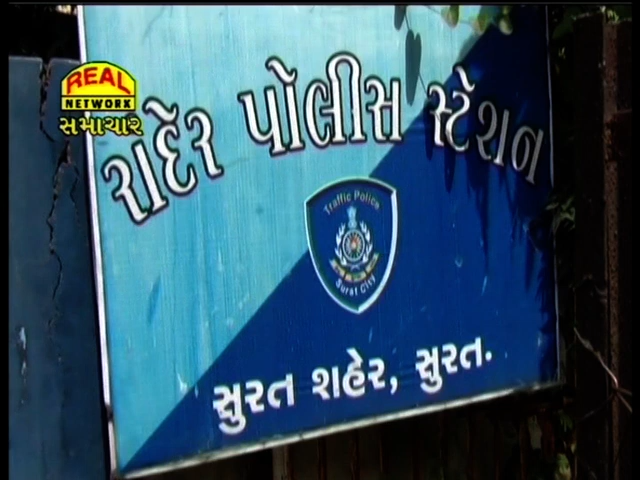 REAL
NETWORK
સમાચાર
રાદેર પોલીસ સ્ટેશન
Traffic Police
Surat City
સુરત શહેર, સુરત.